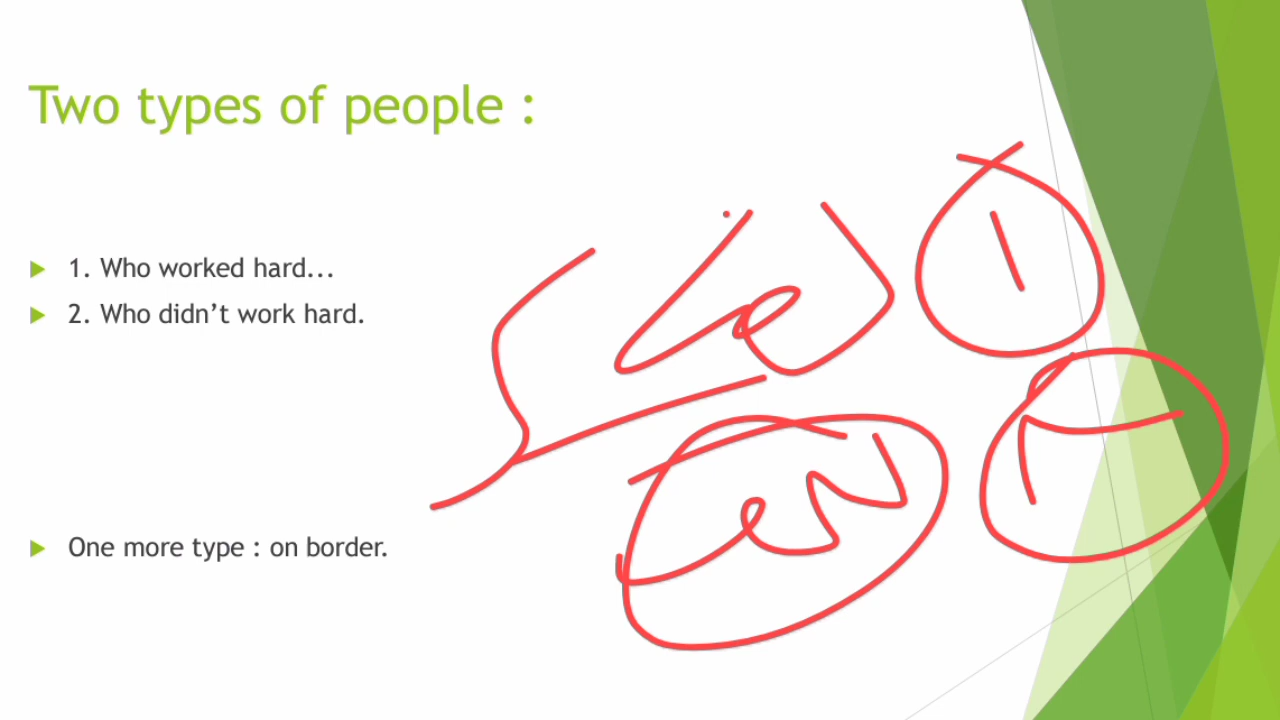 Two types of people :
1. Who worked hard...
2. Who didn’t work hard.
One more type : on border.